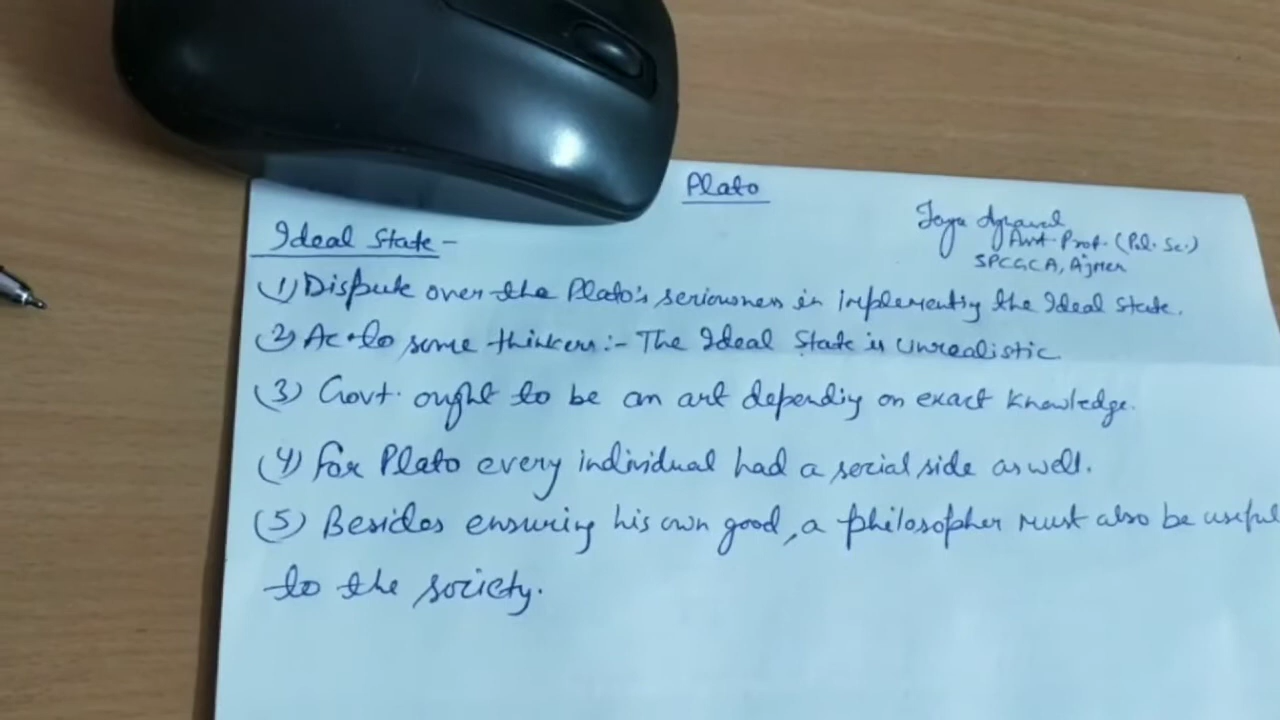 Plato
Jaya Agrawal
Asst. Prof. (Pol. Sc.)
SPCGCA, Ajmer
Ideal State -
(1) Dispute over the Plato's seriousness in implementing the Ideal State.
(2) Ac. to some thinkers:- The Ideal State is Unrealistic.
(3) Govt. ought to be an art depending on exact Knowledge.
(4) For Plato every individual had a social side as well.
(5) Besides ensuring his own good, a philosopher must also be useful
to the society.